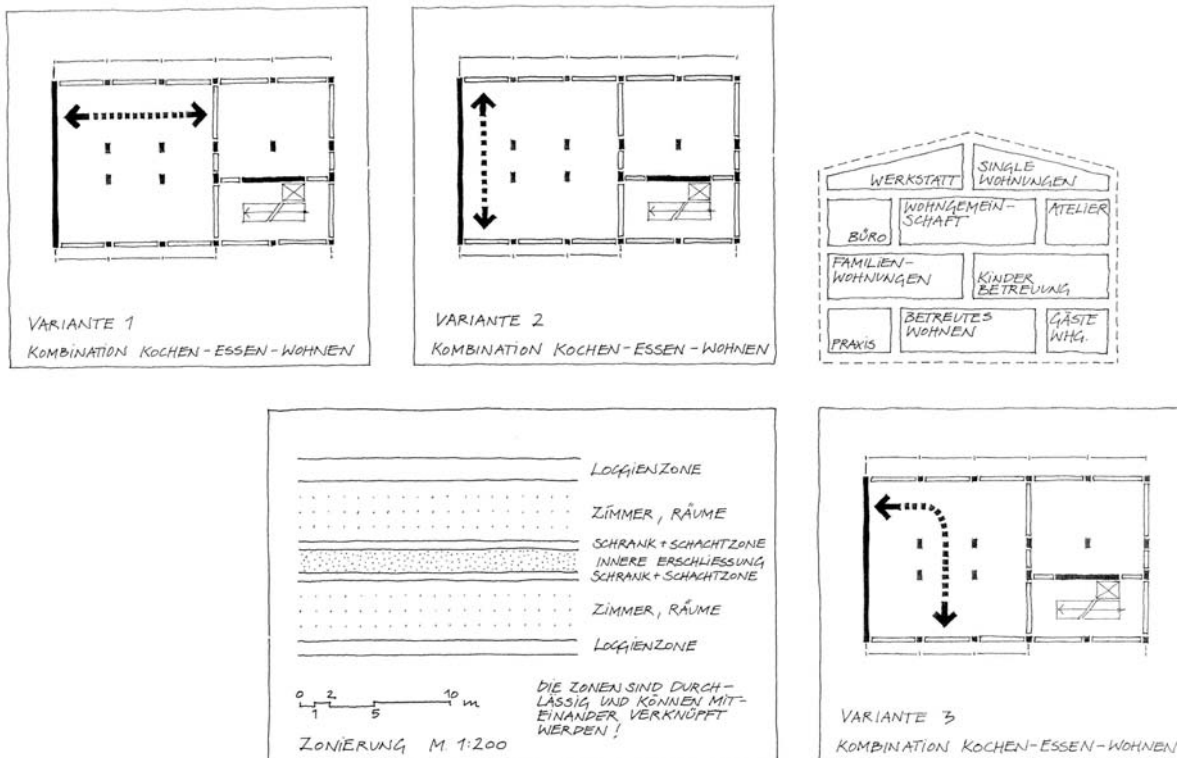 VARIANTE 1
KOMBINATION KOCHEN-ESSEN-WOHNEN
VARIANTE 2
KOMBINATION KOCHEN-ESSEN-WOHNEN
WERKSTATT
SINGLE
WOHNUNGEN
BÜRO
WOHNGEMEIN-
SCHAFT
ATELIER
FAMILIEN-
WOHNUNGEN
KINDER
BETREUUNG
PRAXIS
BETREUTES
WOHNEN
GÄSTE
WHG.
LOGGIENZONE
ZIMMER, RÄUME
SCHRANK + SCHACHTZONE
INNERE ERSCHLIESSUNG
SCHRANK + SCHACHTZONE
ZIMMER, RÄUME
LOGGIENZONE
0 2 10 m
1 5
ZONIERUNG M 1:200
DIE ZONEN SIND DURCH-
LÄSSIG UND KÖNNEN MIT-
EINANDER VERKNÜPFT
WERDEN !
VARIANTE 3
KOMBINATION KOCHEN-ESSEN-WOHNEN